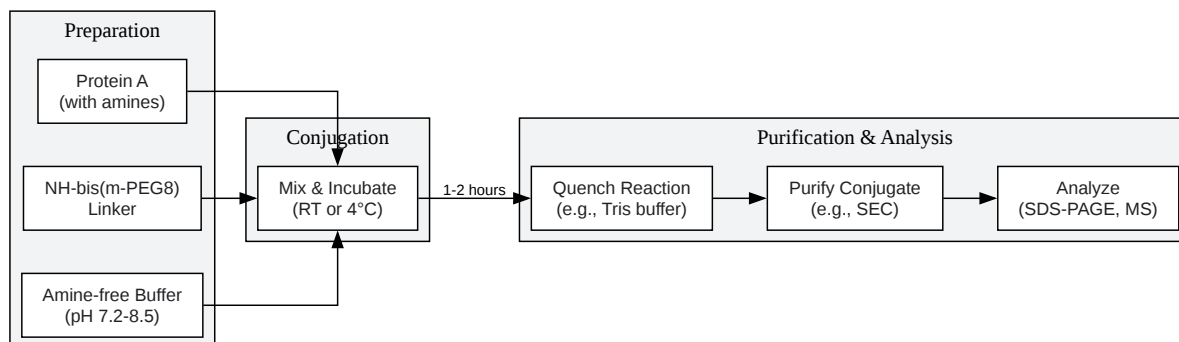 Preparation
Protein A
(with amines)
NH-bis(m-PEG8)
Linker
Amine-free Buffer
(pH 7.2-8.5)
Conjugation
Mix & Incubate
(RT or 4°C)
1-2 hours
Purification & Analysis
Quench Reaction
(e.g., Tris buffer)
Purify Conjugate
(e.g., SEC)
Analyze
(SDS-PAGE, MS)